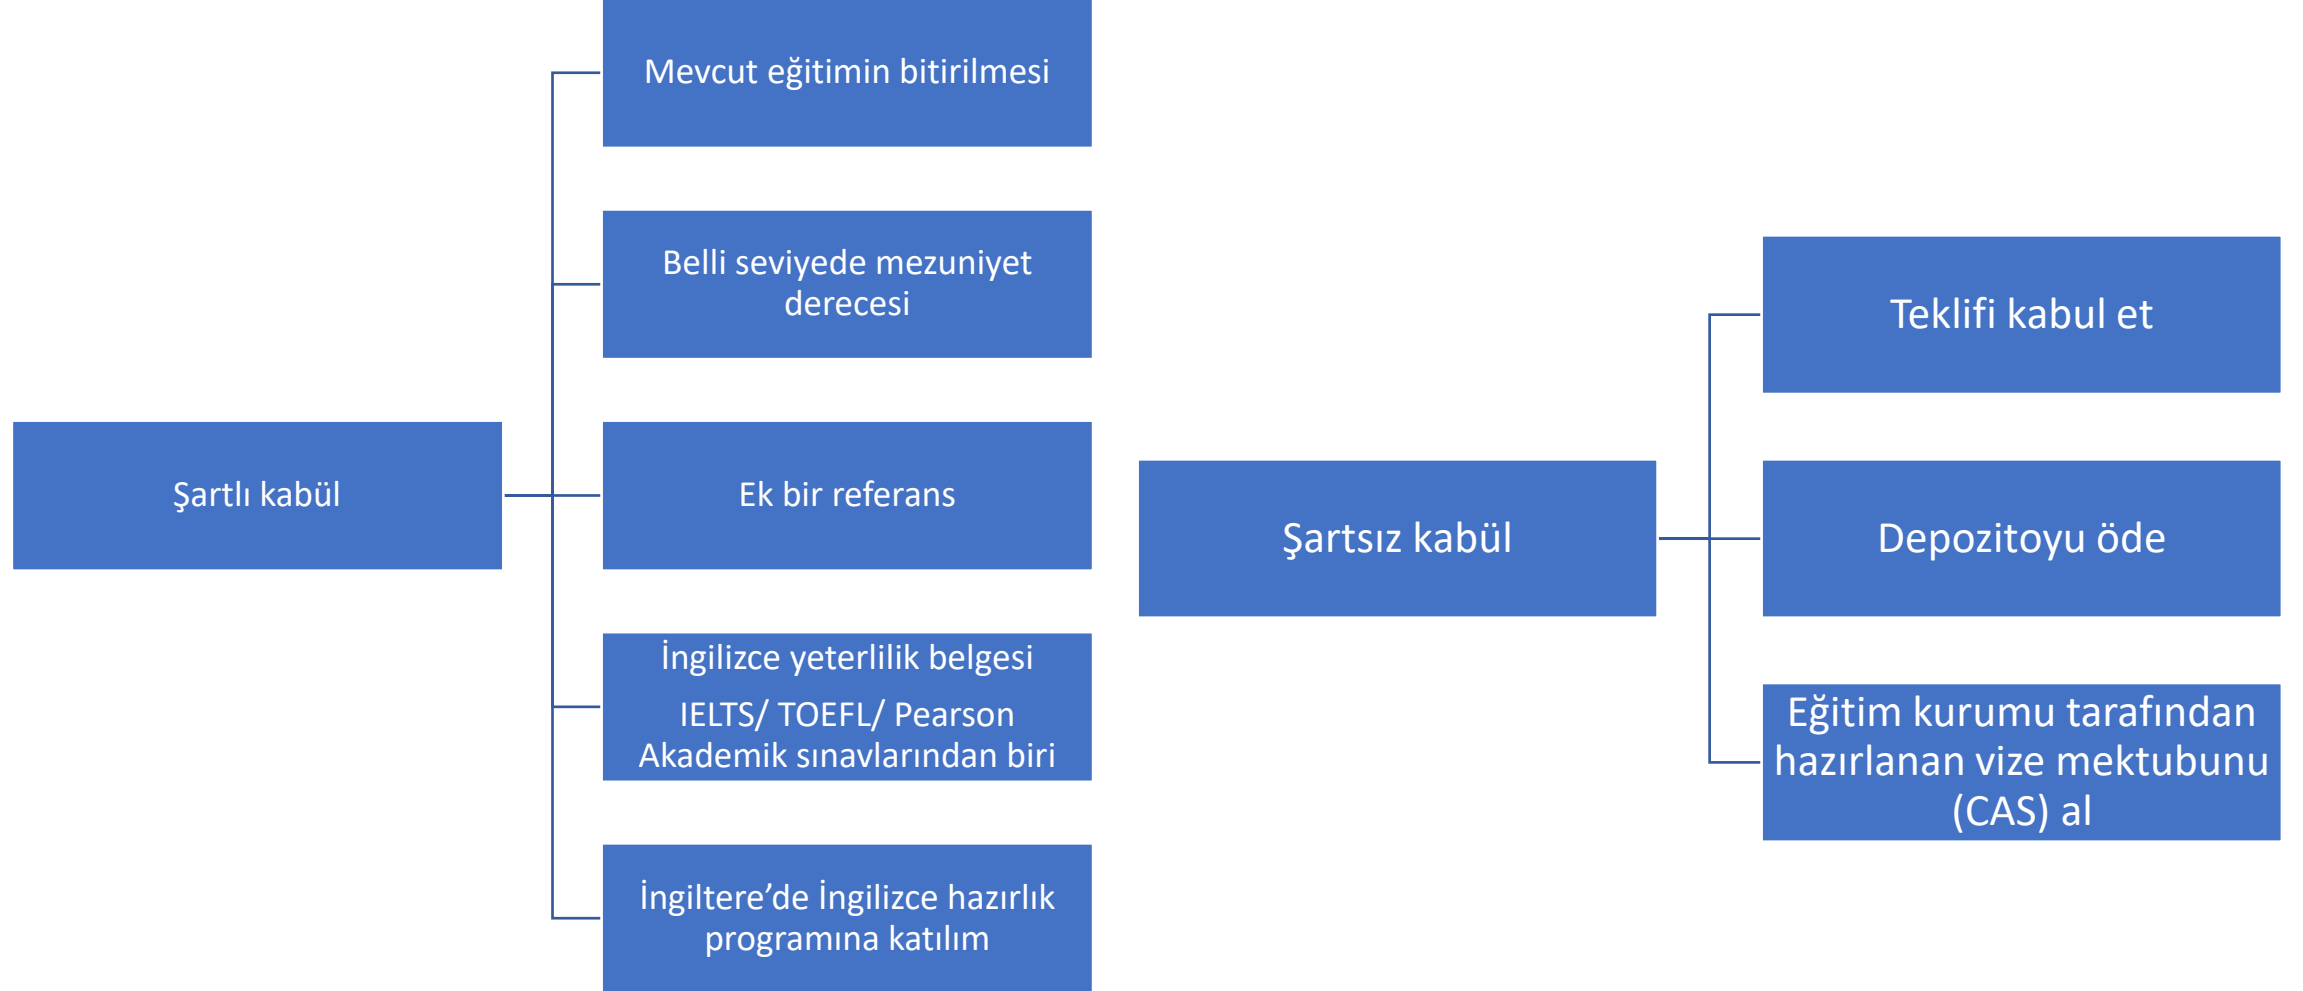 Şartlı kabül
Mevcut eğitimin bitirilmesi
Belli seviyede mezuniyet
derecesi
Ek bir referans
İngilizce yeterlilik belgesi
IELTS/ TOEFL/ Pearson
Akademik sınavlarından biri
İngiltere’de İngilizce hazırlık
programına katılım
Şartsız kabül
Teklifi kabul et
Depozitoyu öde
Eğitim kurumu tarafından
hazırlanan vize mektubunu
(CAS) al